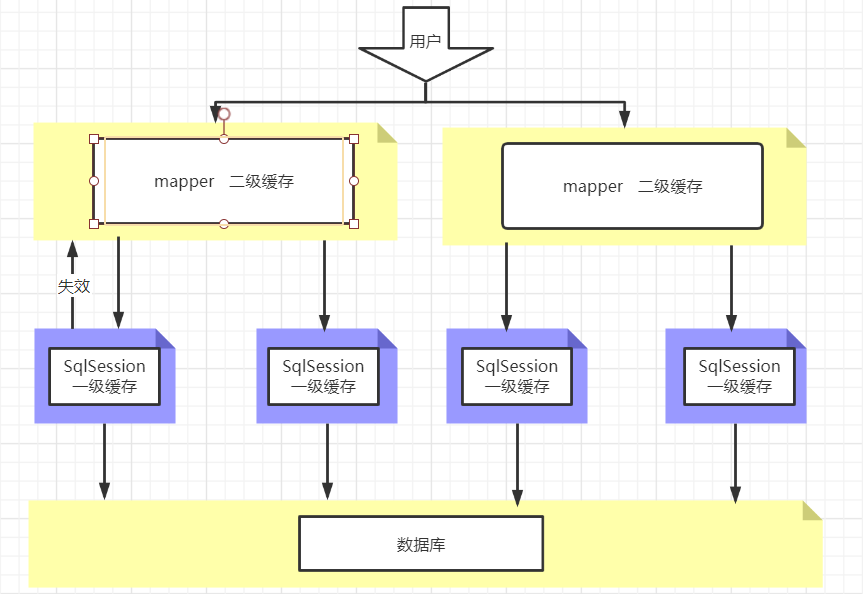 用户
mapper 二级缓存
mapper 二级缓存
失效
SqlSession
一级缓存
SqlSession
一级缓存
SqlSession
一级缓存
SqlSession
一级缓存
数据库